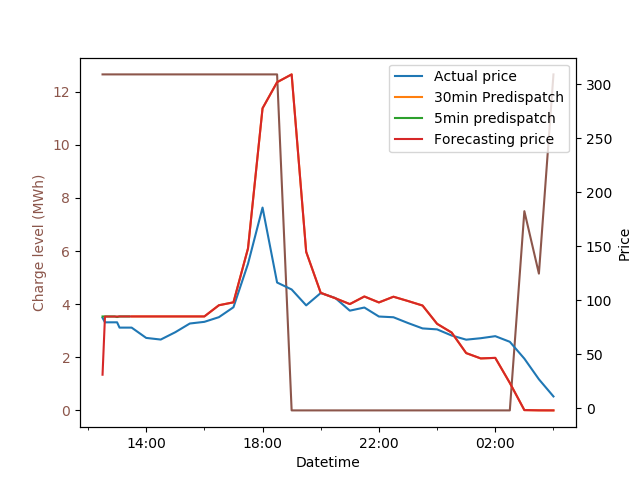 Actual price
30min Predispatch
5min predispatch
Forecasting price
12
10
8
6
4
2
0
Charge level (MWh)
300
250
200
150
100
50
0
Price
14:00
18:00
22:00
02:00
Datetime